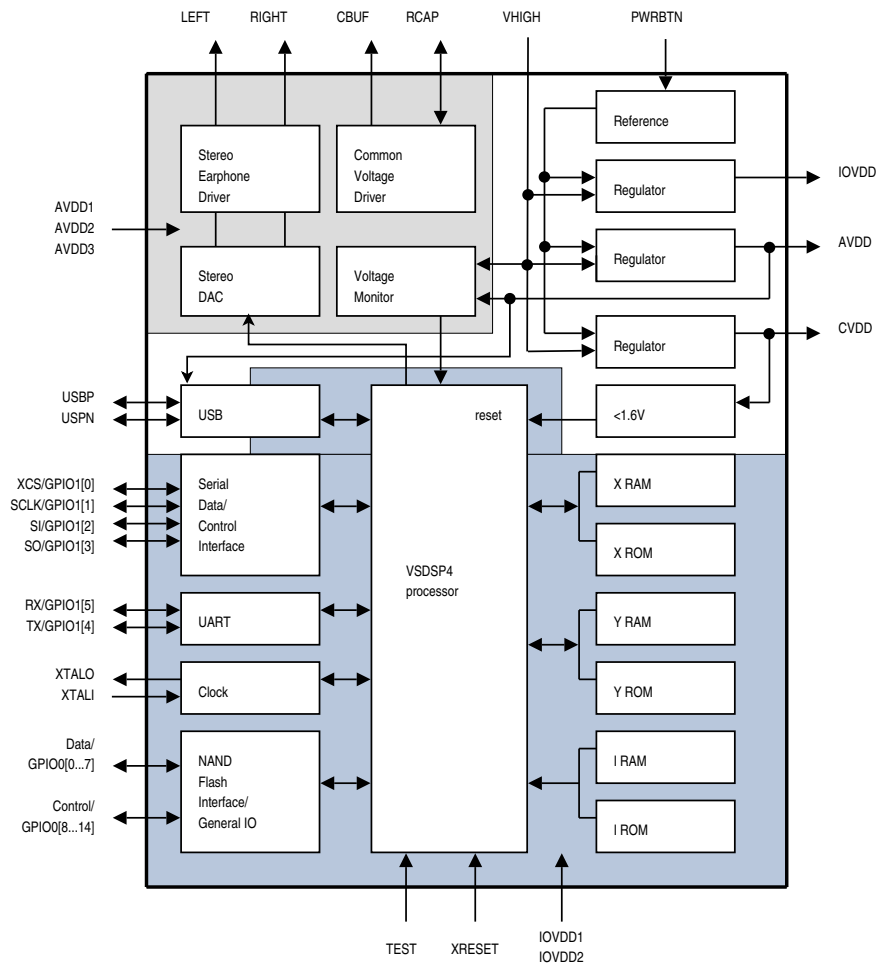 LEFT RIGHT CBUF RCAP VHIGH PWRBTN
Reference
Stereo
Earphone
Driver
Common
Voltage
Driver
Regulator
IOVDD
AVDD1
AVDD2
AVDD3
Regulator
AVDD
Stereo
DAC
Voltage
Monitor
Regulator
CVDD
USBP
USPN
USB
reset
<1.6V
XCS/GPIO1[0]
SCLK/GPIO1[1]
SI/GPIO1[2]
SO/GPIO1[3]
Serial
Data/
Control
Interface
X RAM
X ROM
VSDSP4
processor
RX/GPIO1[5]
TX/GPIO1[4]
UART
Y RAM
XTALO
XTALI
Clock
Y ROM
Data/
GPIO0[0...7]
Control/
GPIO0[8...14]
NAND
Flash
Interface/
General IO
I RAM
I ROM
TEST
XRESET
IOVDD1
IOVDD2